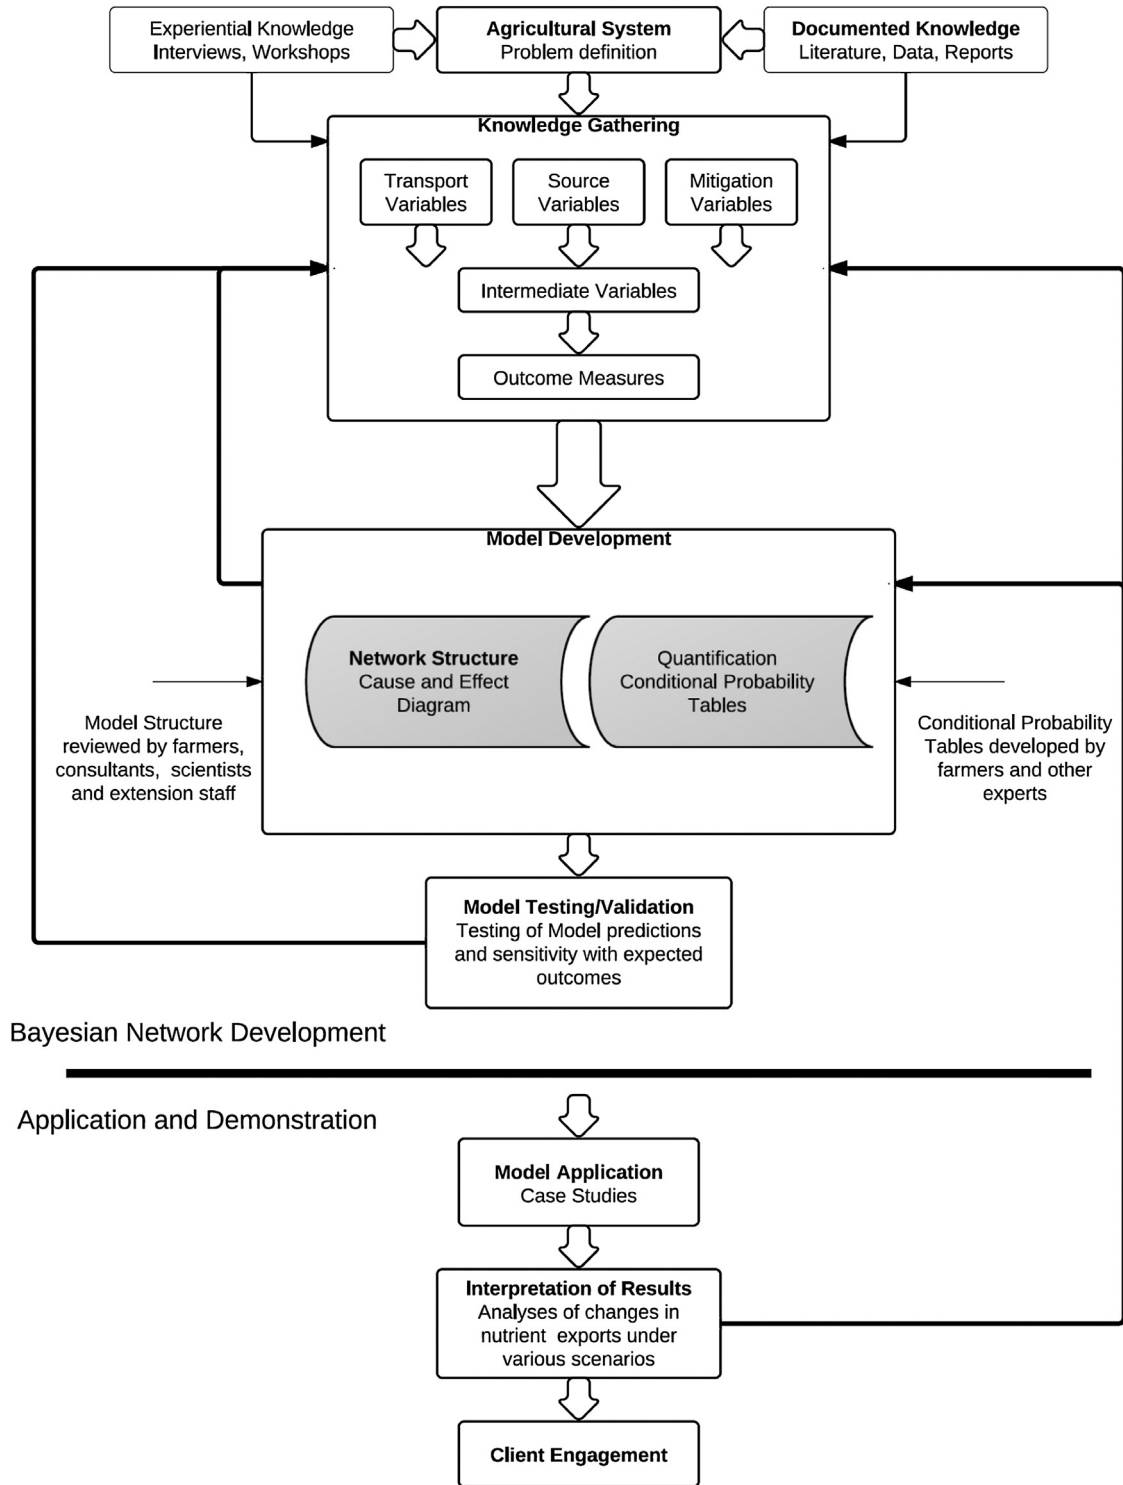 Experiential Knowledge
Interviews, Workshops
Agricultural System
Problem definition
Documented Knowledge
Literature, Data, Reports
Knowledge Gathering
Transport
Variables
Source
Variables
Mitigation
Variables
Intermediate Variables
Outcome Measures
Model Development
Network Structure
Cause and Effect
Diagram
Quantification
Conditional Probability
Tables
Model Structure
reviewed by farmers,
consultants, scientists
and extension staff
Conditional Probability
Tables developed by
farmers and other
experts
Model Testing/Validation
Testing of Model predictions
and sensitivity with expected
outcomes
Bayesian Network Development
Application and Demonstration
Model Application
Case Studies
Interpretation of Results
Analyses of changes in
nutrient exports under
various scenarios
Client Engagement